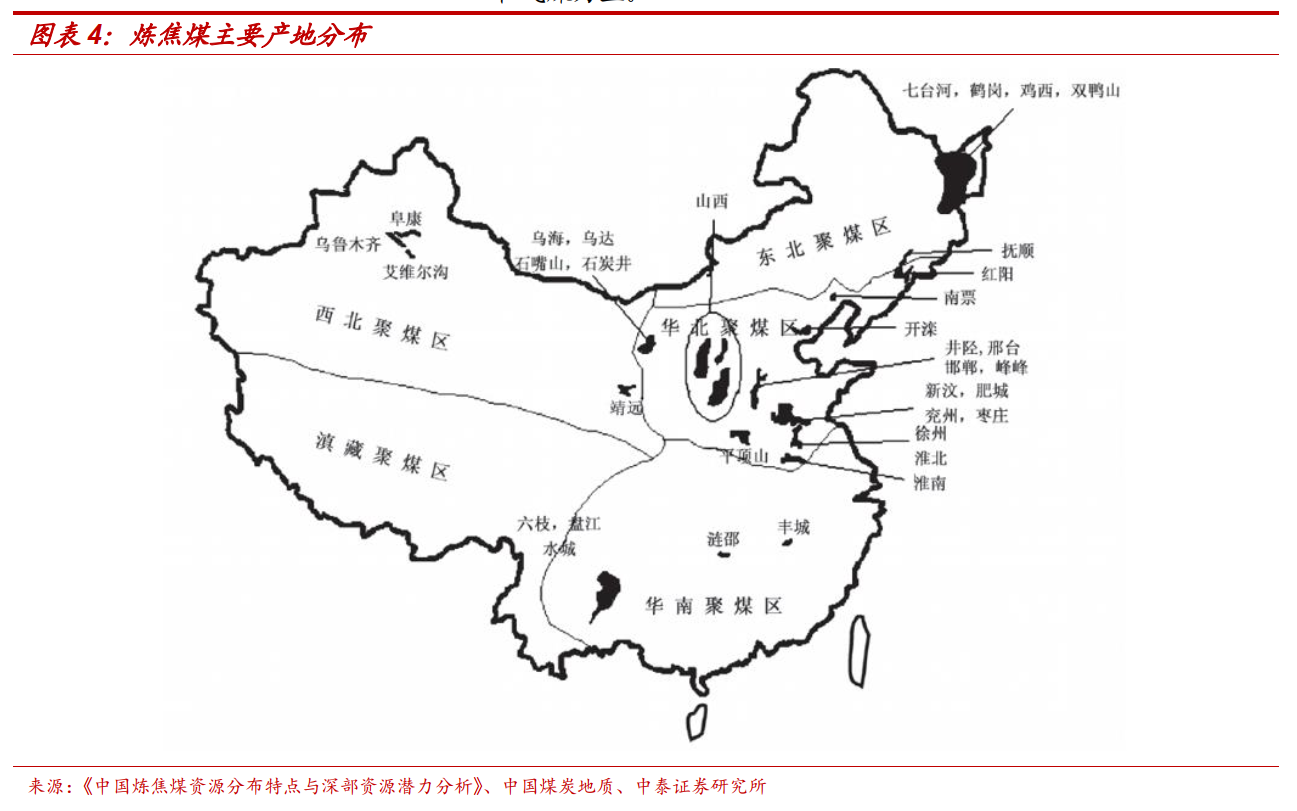 图表 4：炼焦煤主要产地分布
七台河，鹤岗，鸡西，双鸭山
山西
阜康
乌鲁木齐
艾维尔沟
乌海，乌达
石嘴山，石炭井
东北聚煤区
抚顺
红阳
南票
西北聚煤区
华北聚煤区
开滦
井陉,邢台
邯郸，峰峰
新汶，肥城
兖州，枣庄
靖远
徐州
平顶山
淮北
淮南
滇藏聚煤区
六枝，盘江
水城
涟邵
丰城
华南聚煤区
来源：《中国炼焦煤资源分布特点与深部资源潜力分析》、中国煤炭地质、中泰证券研究所